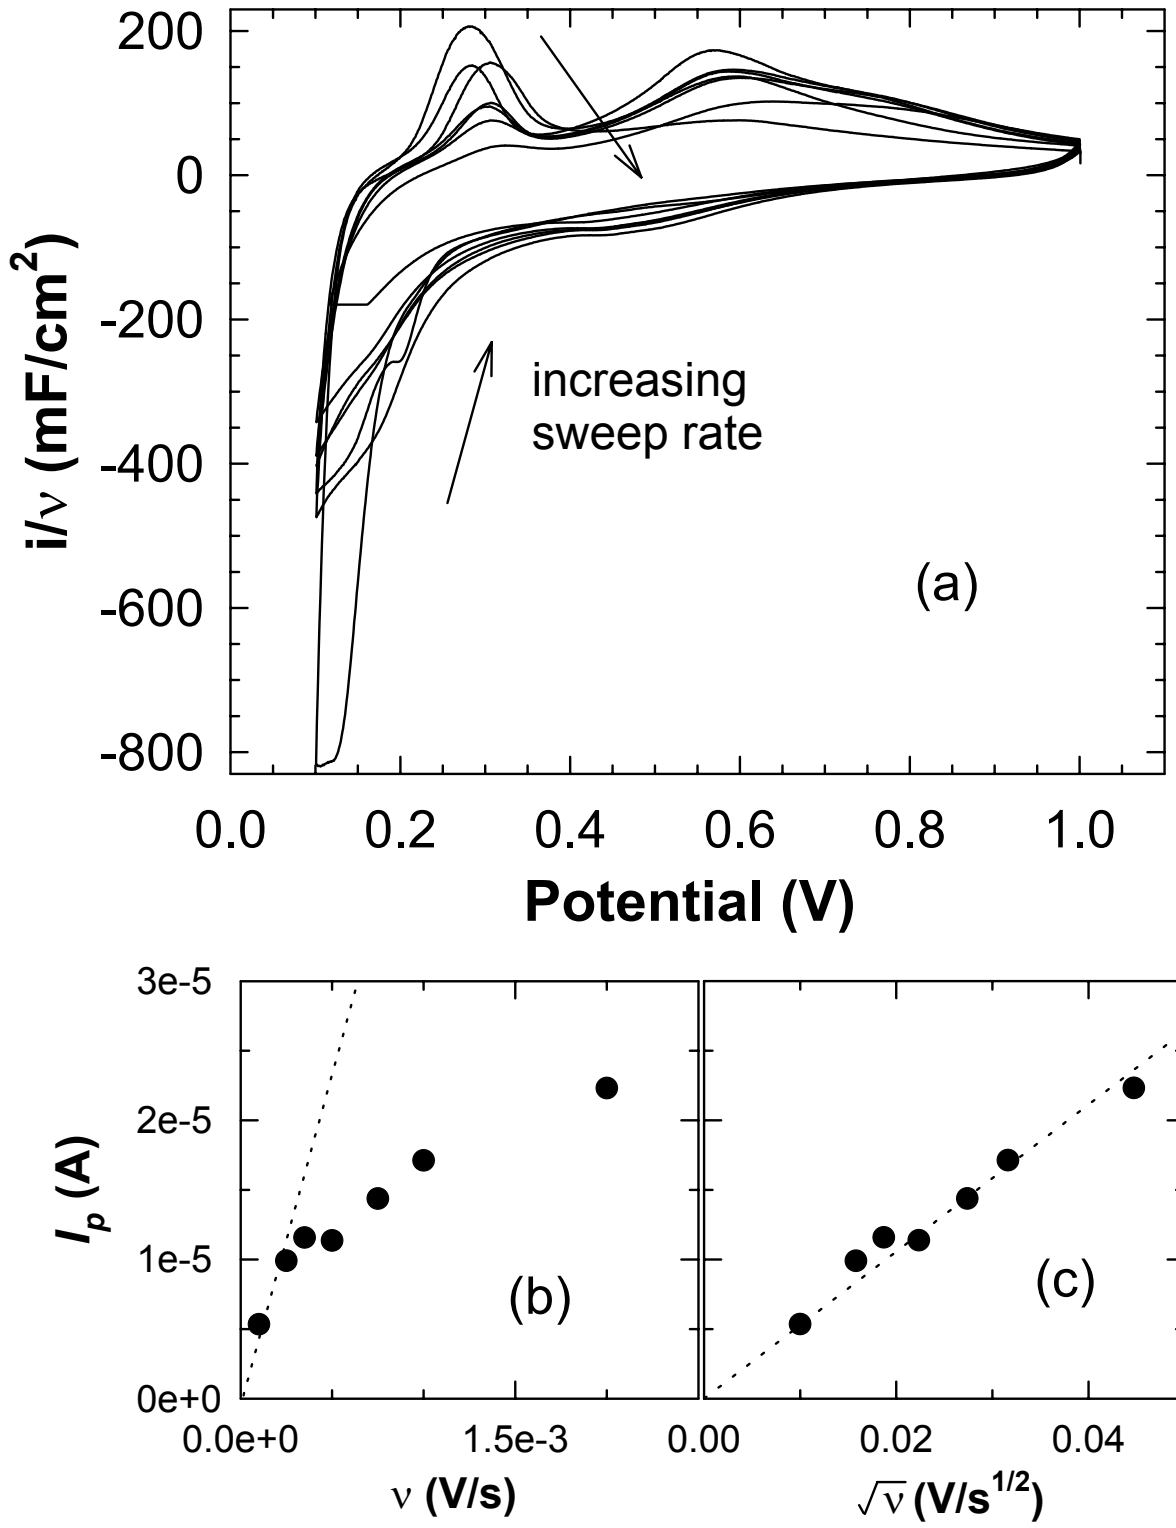 200
0
-200
-400
-600
-800
i/ν (mF/cm²)
increasing
sweep rate
(a)
0.0 0.2 0.4 0.6 0.8 1.0
Potential (V)
3e-5
2e-5
1e-5
0e+0
I_p (A)
(b)
(c)
0.0e+0 1.5e-3 0.00 0.02 0.04
ν (V/s)
√ν (V/s^1/2)